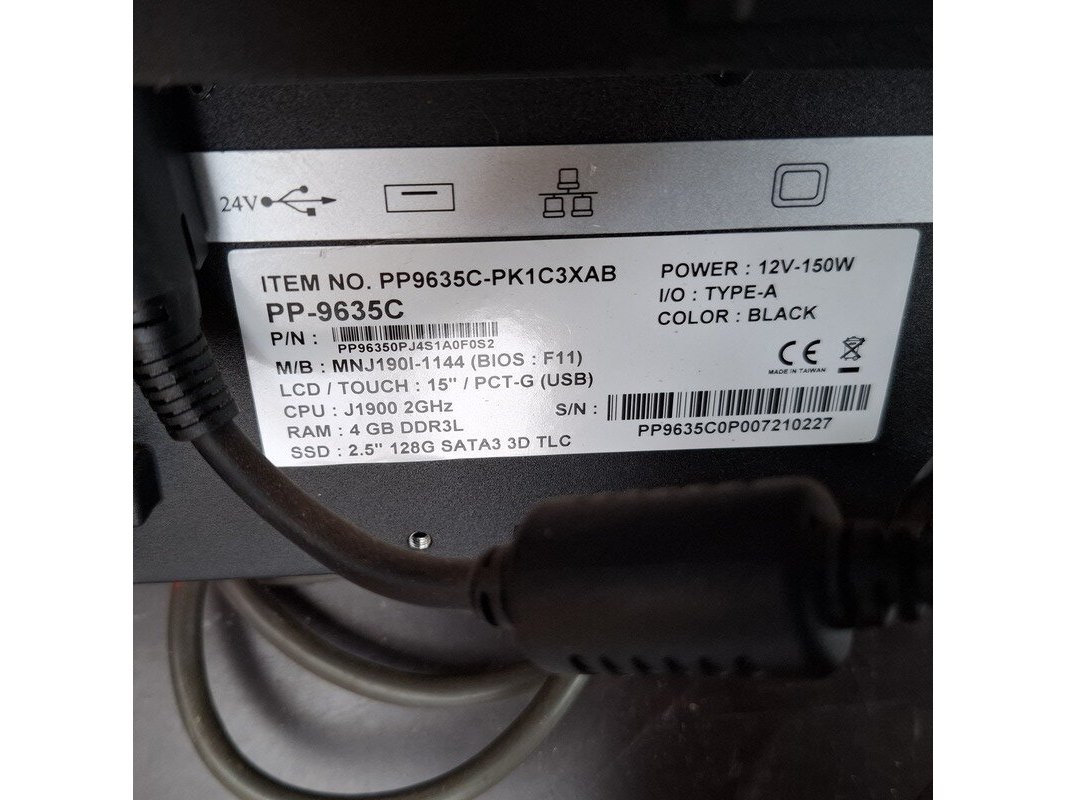 24V
ITEM NO. PP9635C-PK1C3XAB
PP-9635C
P/N :
PP96350PJ4S1A0F0S2
M/B : MNJ190I-1144 (BIOS : F11)
LCD / TOUCH : 15" / PCT-G (USB)
CPU : J1900 2GHz
RAM : 4 GB DDR3L
SSD : 2.5" 128G SATA3 3D TLC
POWER : 12V-150W
I/O : TYPE-A
COLOR : BLACK
CE
MADE IN TAIWAN
S/N :
PP9635C0P007210227